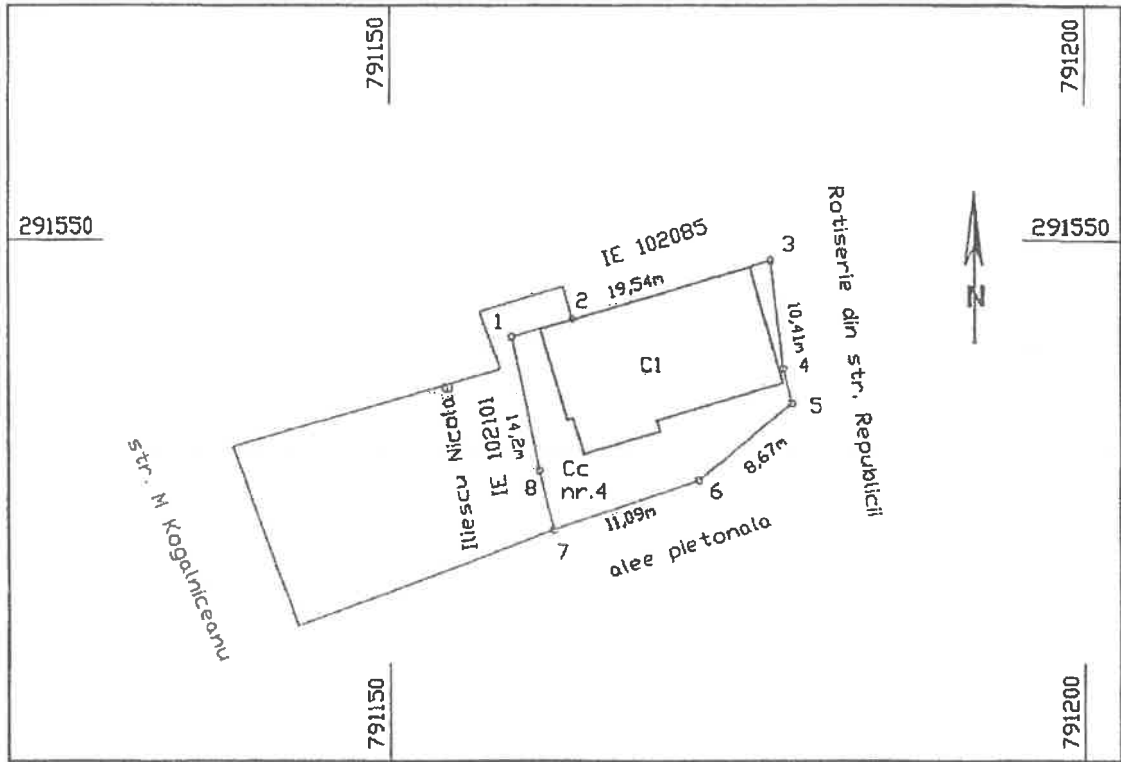 791150
791200
291550
291550
IE 102085
3
Rotiserie din str. Republicii
19,54m
2
1
N
10,41m
4
C1
5
Iliescu Nicolae
IE 102101
14,2m
str. M Kogalniceanu
8,67m
Cc
nr.4
8
6
11,09m
alee pietonala
7
791150
791200